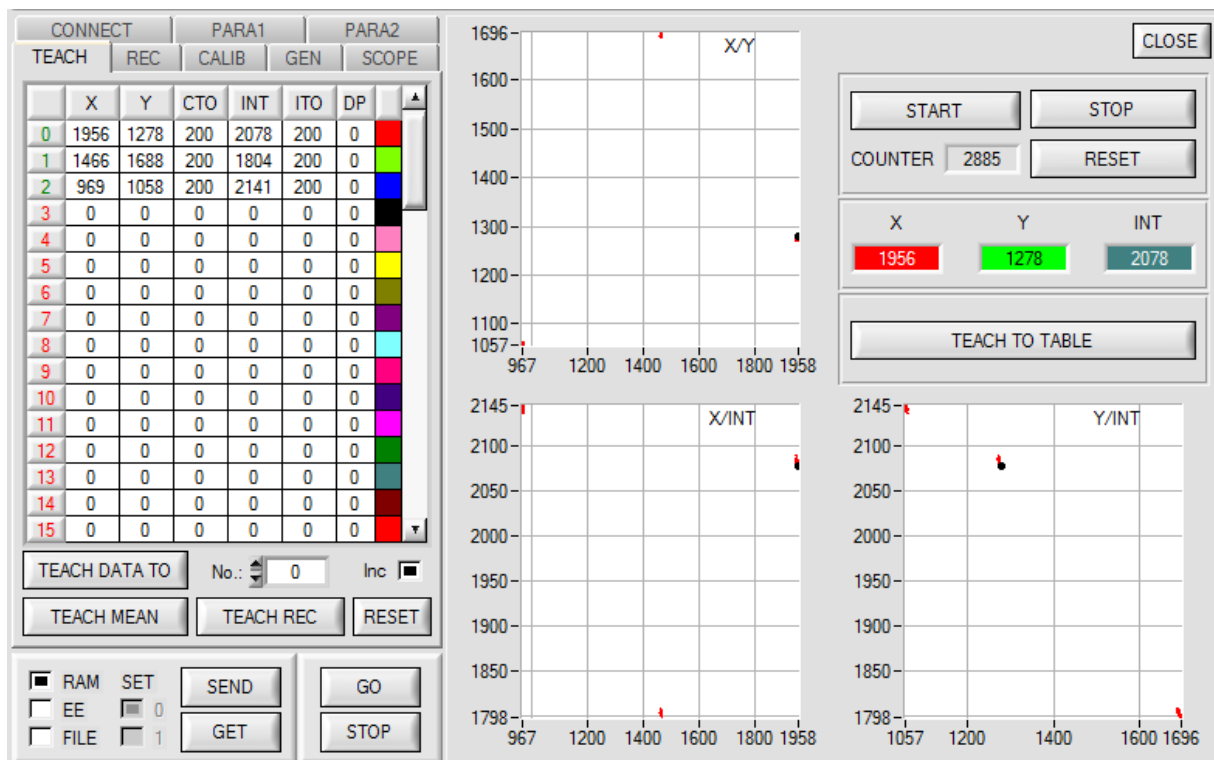 CONNECT PARA1 PARA2
TEACH REC CALIB GEN SCOPE
X Y CTO INT ITO DP
0 1956 1278 200 2078 200 0
1 1466 1688 200 1804 200 0
2 969 1058 200 2141 200 0
3 0 0 0 0 0 0
4 0 0 0 0 0 0
5 0 0 0 0 0 0
6 0 0 0 0 0 0
7 0 0 0 0 0 0
8 0 0 0 0 0 0
9 0 0 0 0 0 0
10 0 0 0 0 0 0
11 0 0 0 0 0 0
12 0 0 0 0 0 0
13 0 0 0 0 0 0
14 0 0 0 0 0 0
15 0 0 0 0 0 0
TEACH DATA TO No.: 0 Inc
TEACH MEAN TEACH REC RESET
RAM SET SEND GO
EE 0
FILE 1 GET STOP
X/Y
1696
1600
1500
1400
1300
1200
1100
1057
967 1200 1400 1600 1800 1958
CLOSE
START STOP
COUNTER 2885 RESET
X Y INT
1956 1278 2078
TEACH TO TABLE
X/INT
2145
2100
2050
2000
1950
1900
1850
1798
967 1200 1400 1600 1800 1958
Y/INT
2145
2100
2050
2000
1950
1900
1850
1798
1057 1200 1400 1600 1696